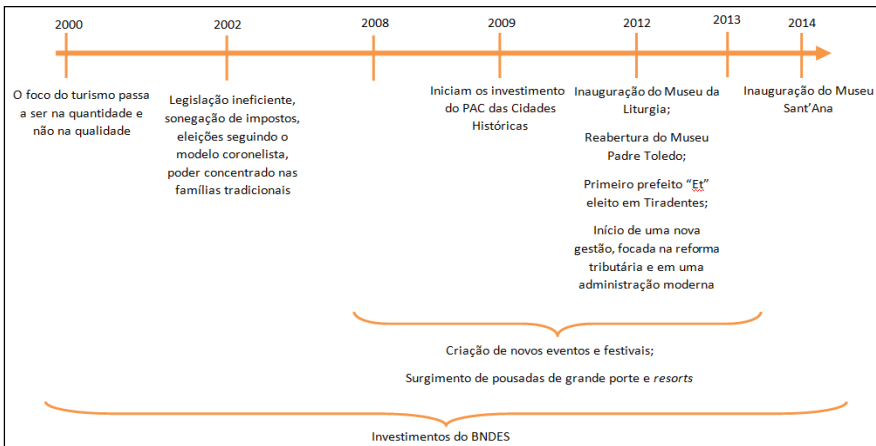 2000
2002
2008
2009
2012
2013
2014
O foco do turismo passa
a ser na quantidade e
não na qualidade
Legislação ineficiente,
sonegação de impostos,
eleições seguindo o
modelo coronelista,
poder concentrado nas
famílias tradicionais
Iniciam os investimento
do PAC das Cidades
Históricas
Inauguração do Museu da
Liturgia;
Reabertura do Museu
Padre Toledo;
Primeiro prefeito “Et”
eleito em Tiradentes;
Início de uma nova
gestão, focada na reforma
tributária e em uma
administração moderna
Inauguração do Museu
Sant’Ana
Criação de novos eventos e festivais;
Surgimento de pousadas de grande porte e resorts
Investimentos do BNDES